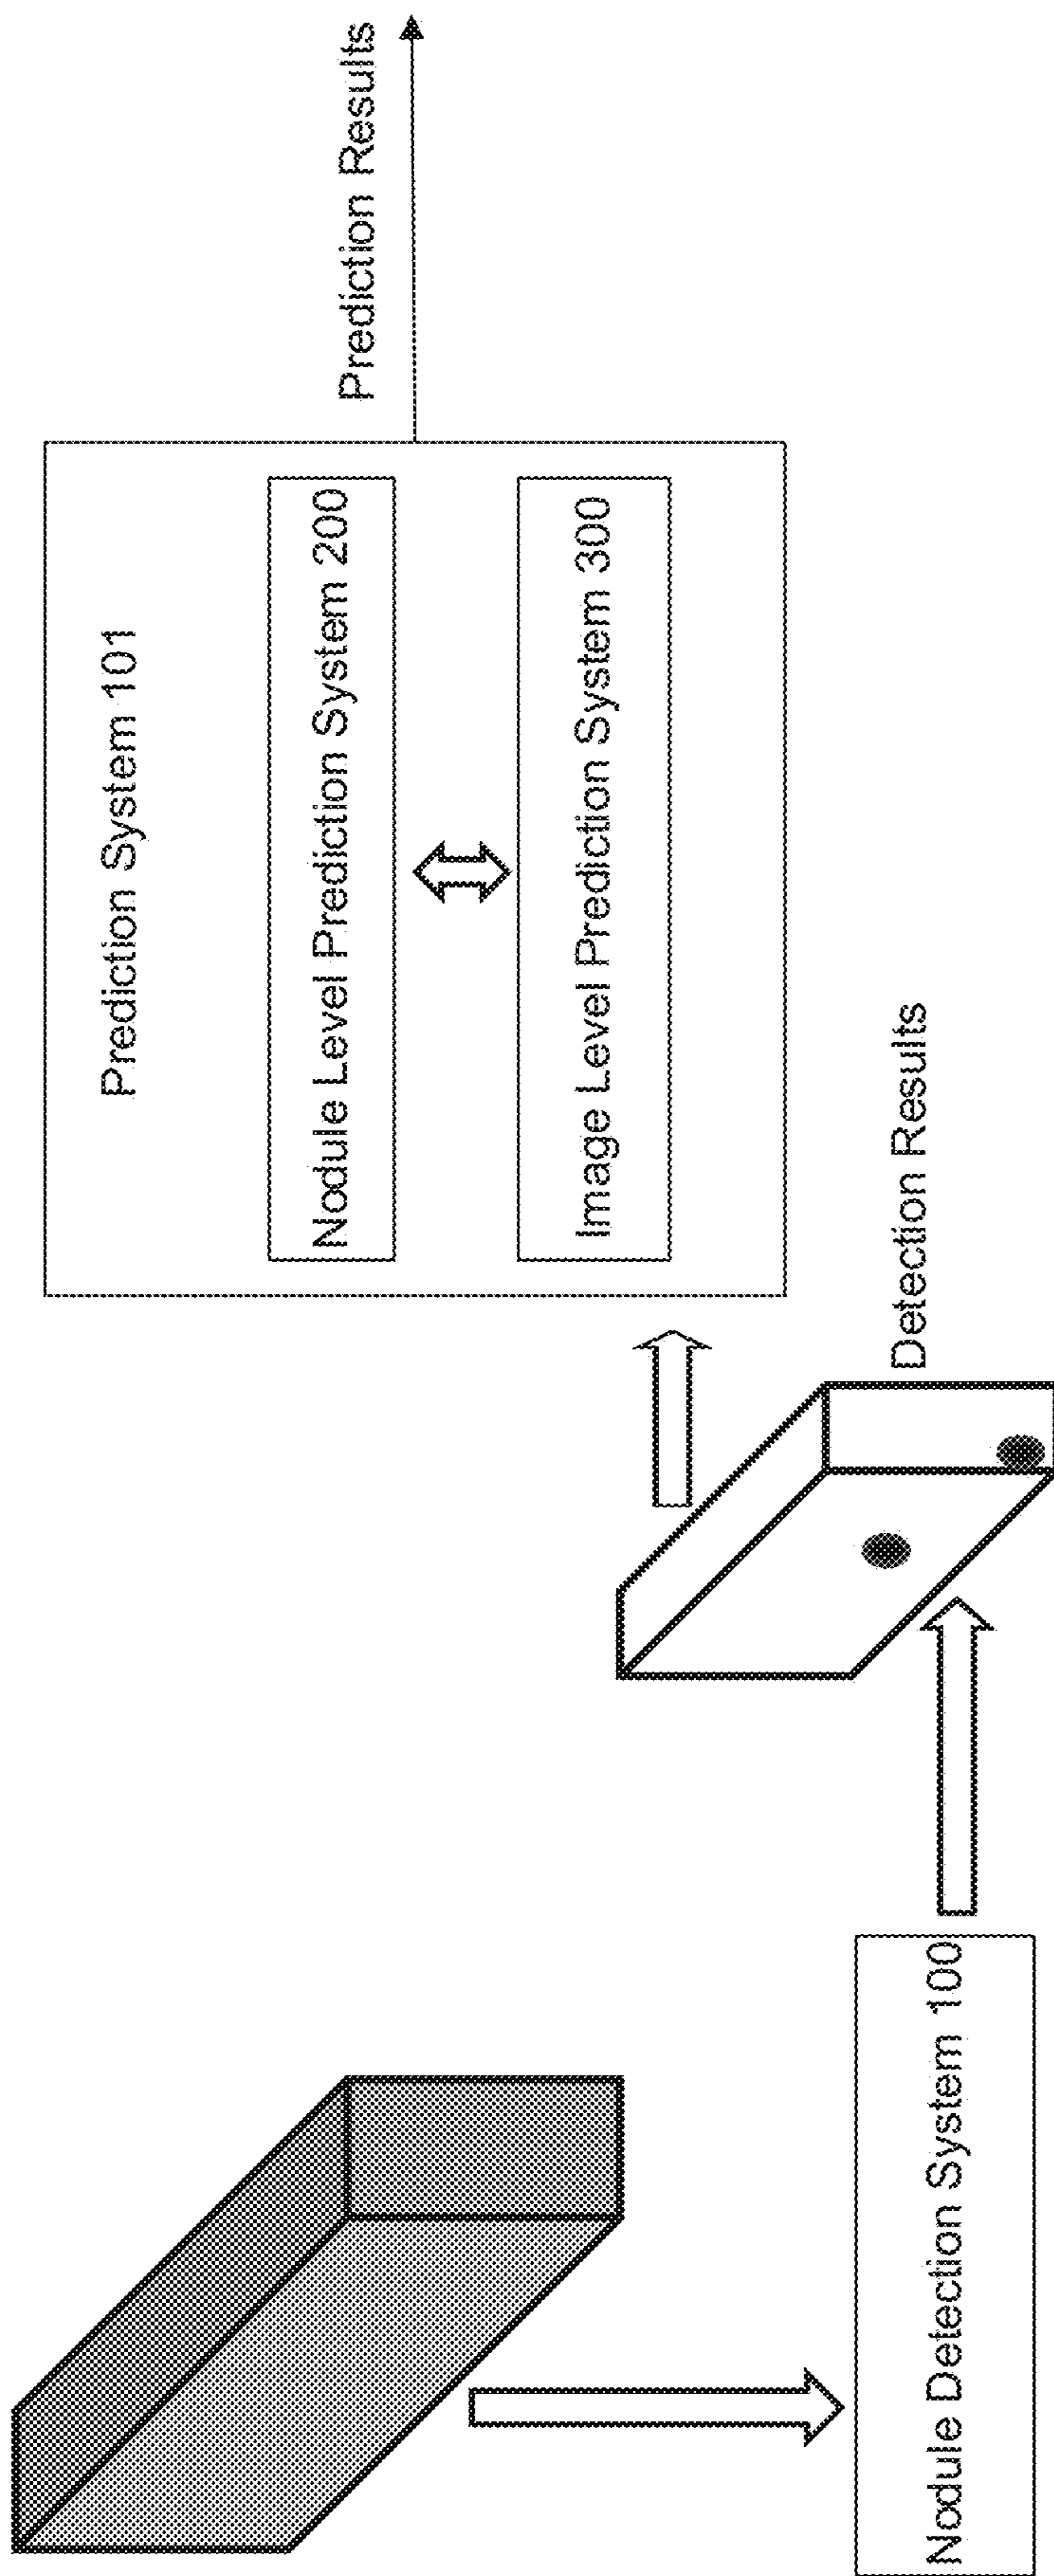 Nodule Detection System 100
Detection Results
Prediction System 101
Nodule Level Prediction System 200
Image Level Prediction System 300
Prediction Results